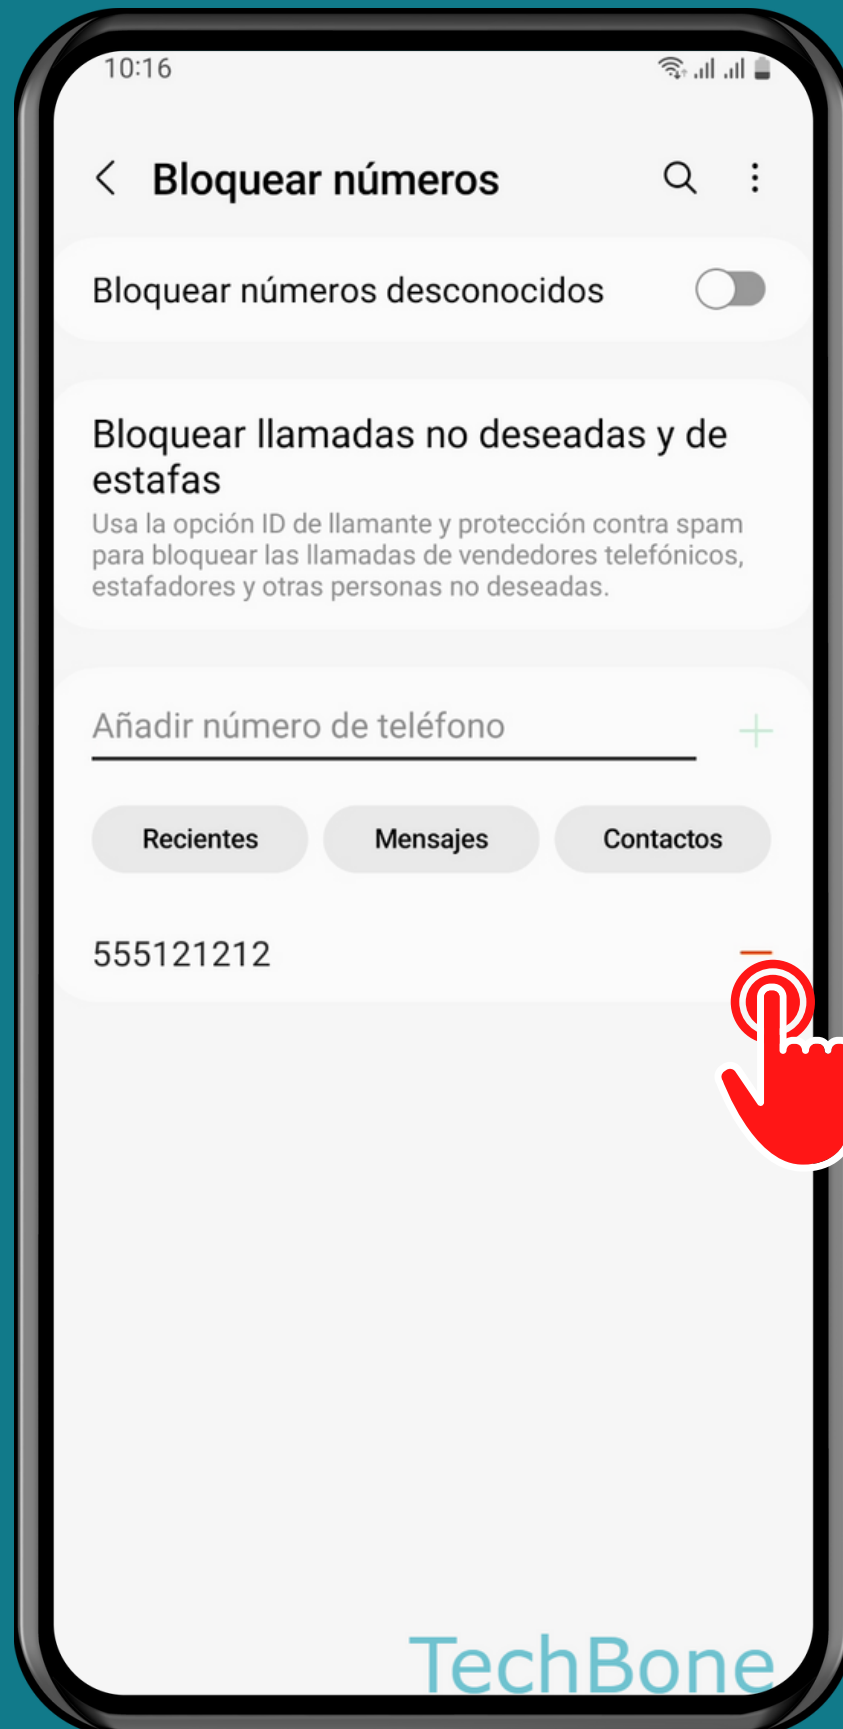 10:16
Bloquear números
Bloquear números desconocidos
Bloquear llamadas no deseadas y de
estafas
Usa la opción ID de llamante y protección contra spam
para bloquear las llamadas de vendedores telefónicos,
estafadores y otras personas no deseadas.
Añadir número de teléfono
Recientes Mensajes Contactos
555121212
TechBone